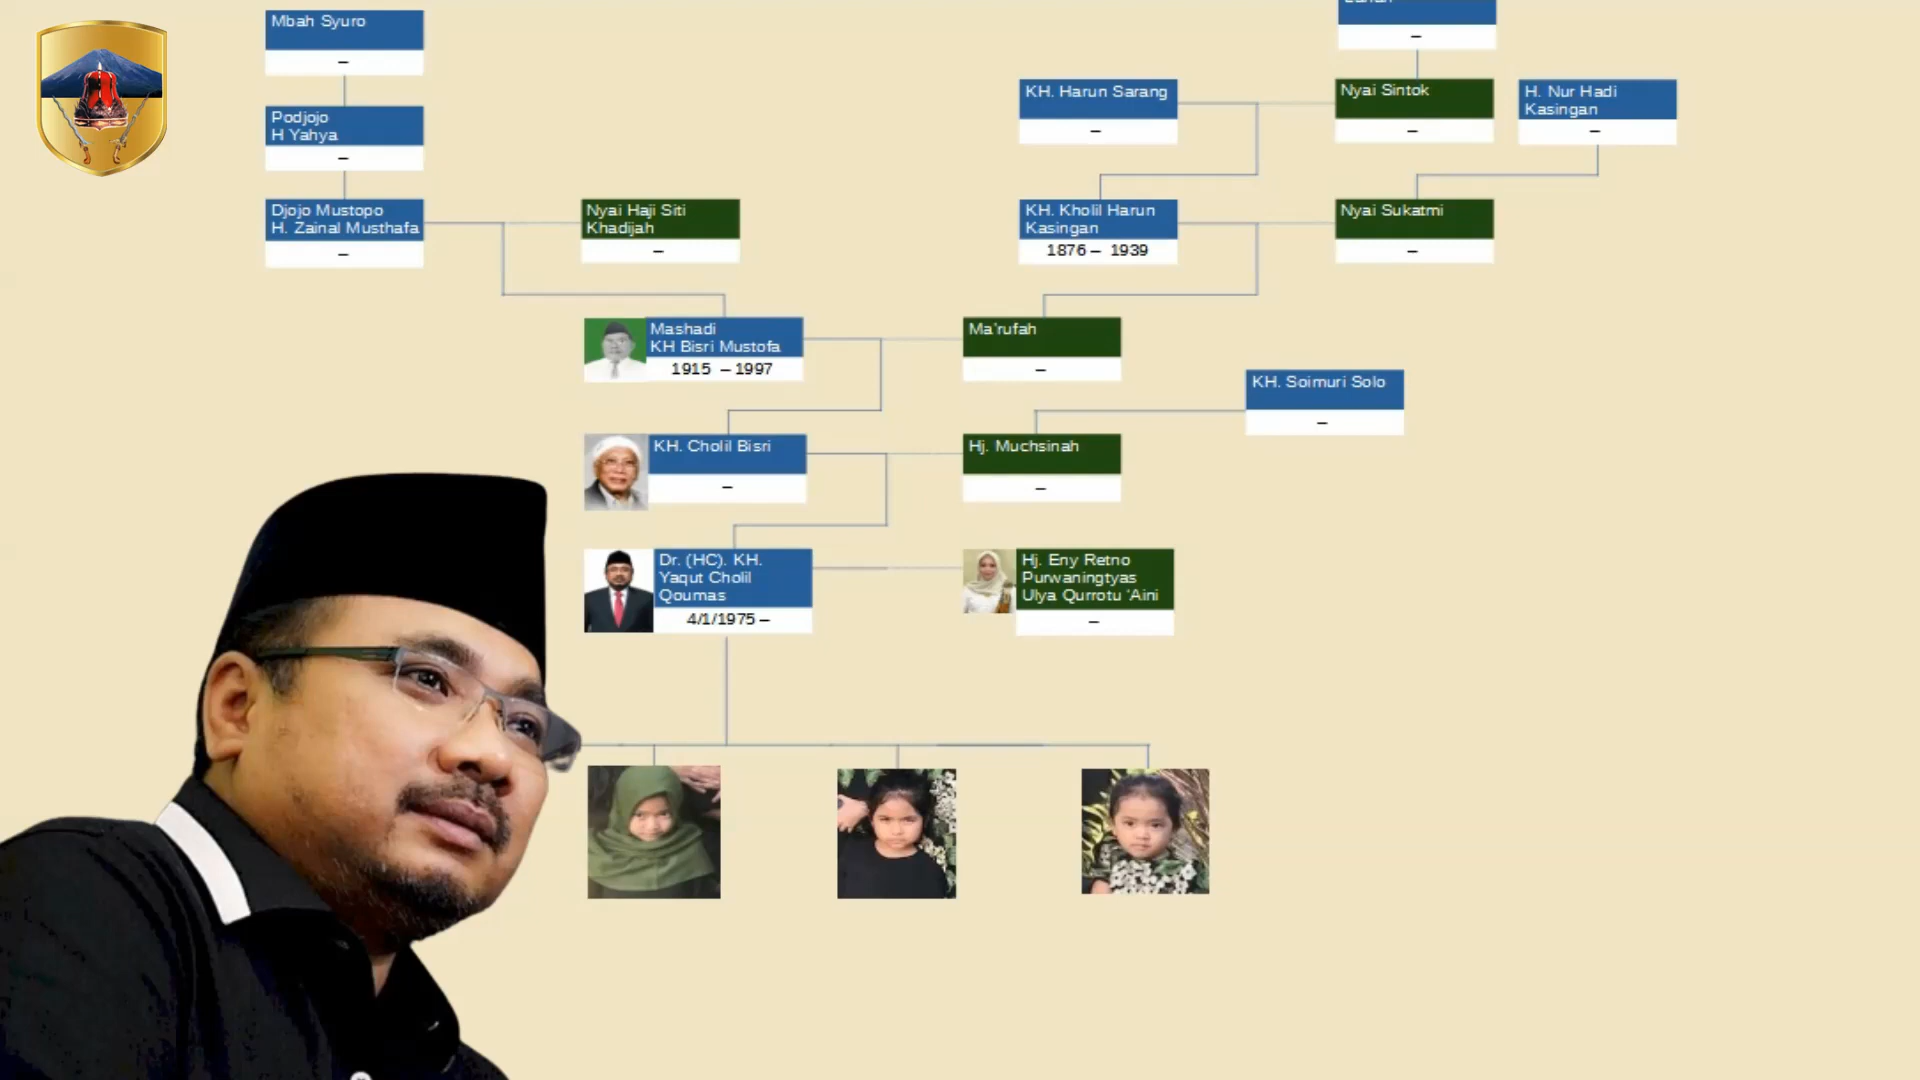 Mbah Syuro
–
Podjojo
H Yahya
–
Djojo Mustopo
H. Zainal Musthafa
–
Nyai Haji Siti
Khadijah
–
–
KH. Harun Sarang
–
Nyai Sintok
–
H. Nur Hadi
Kasingan
–
KH. Kholil Harun
Kasingan
1876 – 1939
Nyai Sukatmi
–
Mashadi
KH Bisri Mustofa
1915 – 1997
Ma'rufah
–
KH. Soimuri Solo
–
KH. Cholil Bisri
–
Hj. Muchsinah
–
Dr. (HC). KH.
Yaqut Cholil
Qoumas
4/1/1975 –
Hj. Eny Retno
Purwaningtyas
Ulya Qurrotu 'Aini
–